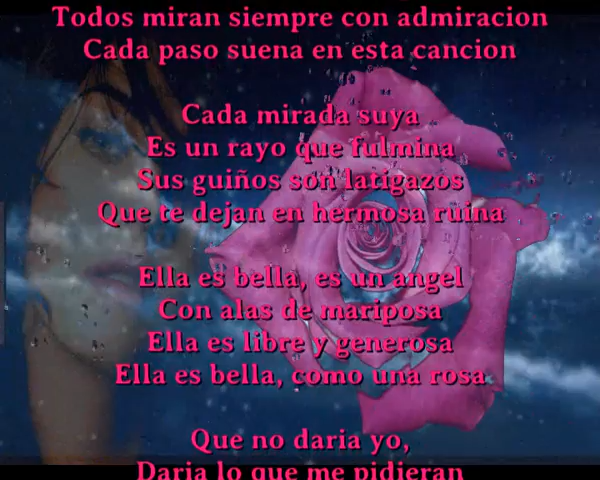 Todos miran siempre con admiracion
Cada paso suena en esta cancion
Cada mirada suya
Es un rayo que fulmina
Sus guiños son latigazos
Que te dejan en hermosa ruina
Ella es bella, es un angel
Con alas de mariposa
Ella es libre y generosa
Ella es bella, como una rosa
Que no daria yo,
Daria lo que me pidieran